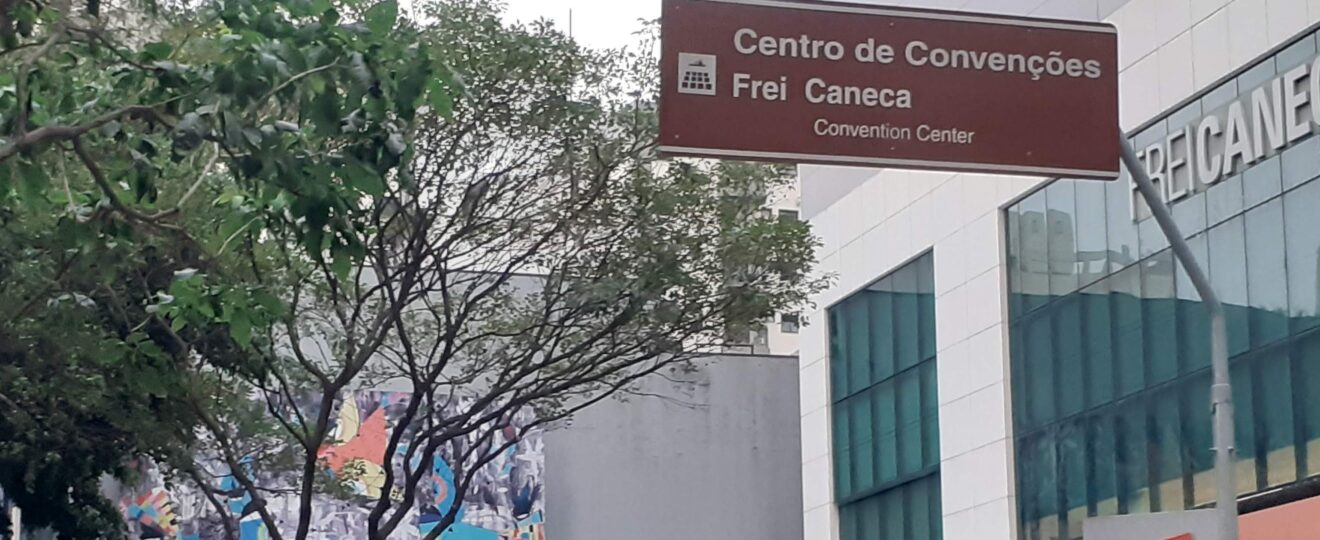 Centro de Convenções
Frei Caneca
Convention Center
FREICANEC